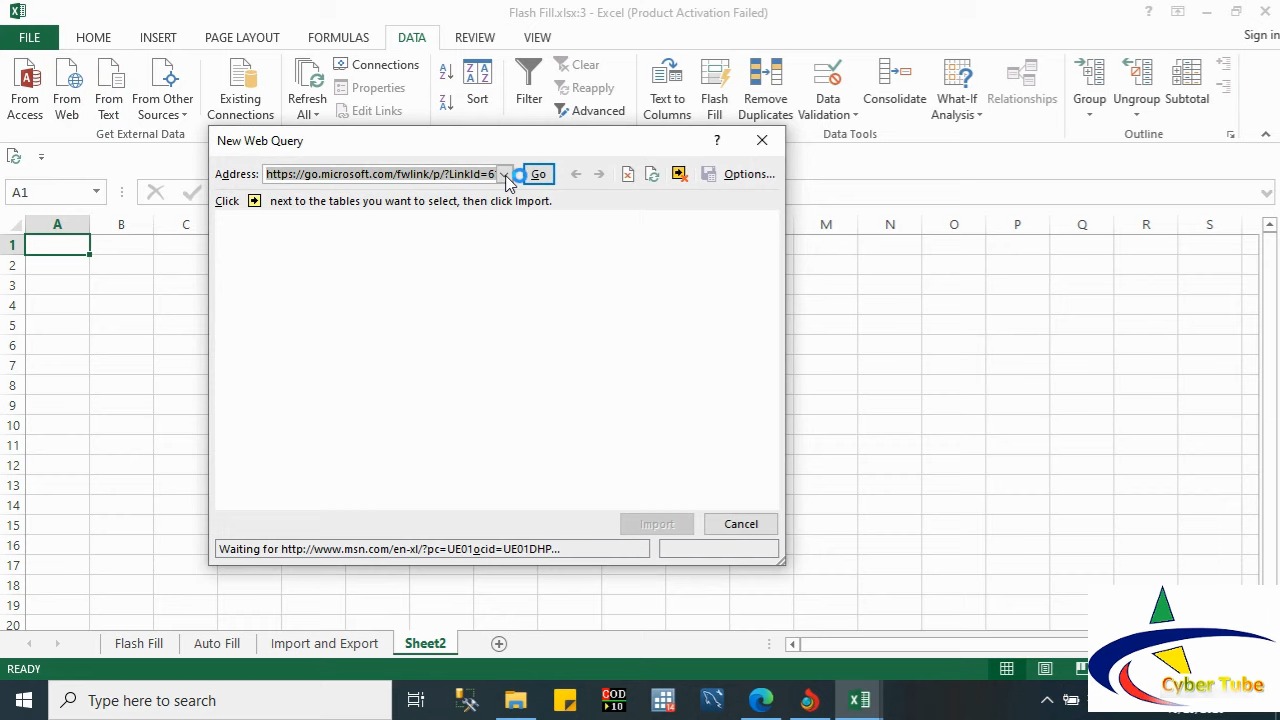 Flash Fill.xlsx:3 - Excel (Product Activation Failed)
Sign in
FILE HOME INSERT PAGE LAYOUT FORMULAS DATA REVIEW VIEW
From Access
From Web
From Text
From Other Sources
Existing Connections
Get External Data
Refresh All
Connections
Properties
Edit Links
Connections
Sort
Filter
Clear
Reapply
Advanced
Text to Columns
Flash Fill
Remove Duplicates
Data Validation
Consolidate
What-If Analysis
Relationships
Data Tools
Group
Ungroup
Subtotal
Outline
New Web Query
Address: https://go.microsoft.com/fwlink/p/?LinkId=6 Go Options...
Click next to the tables you want to select, then click Import.
Import Cancel
Waiting for http://www.msn.com/en-xl/?pc=UE01ocid=UE01DHP...
A1
A B C M N O P Q R S
1
2
3
4
5
6
7
8
9
10
11
12
13
14
15
16
17
18
19
20
Flash Fill Auto Fill Import and Export Sheet2
READY
Type here to search
COD
10
14
Cyber Tube